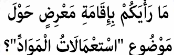 مَا رَأْيُكُمْ بِإِقَامَةِ مَعْرِضٍ حَوْلَ
مَوْضُوعِ "اسْتِعْمَالَاتُ الْمَوَادِّ"؟